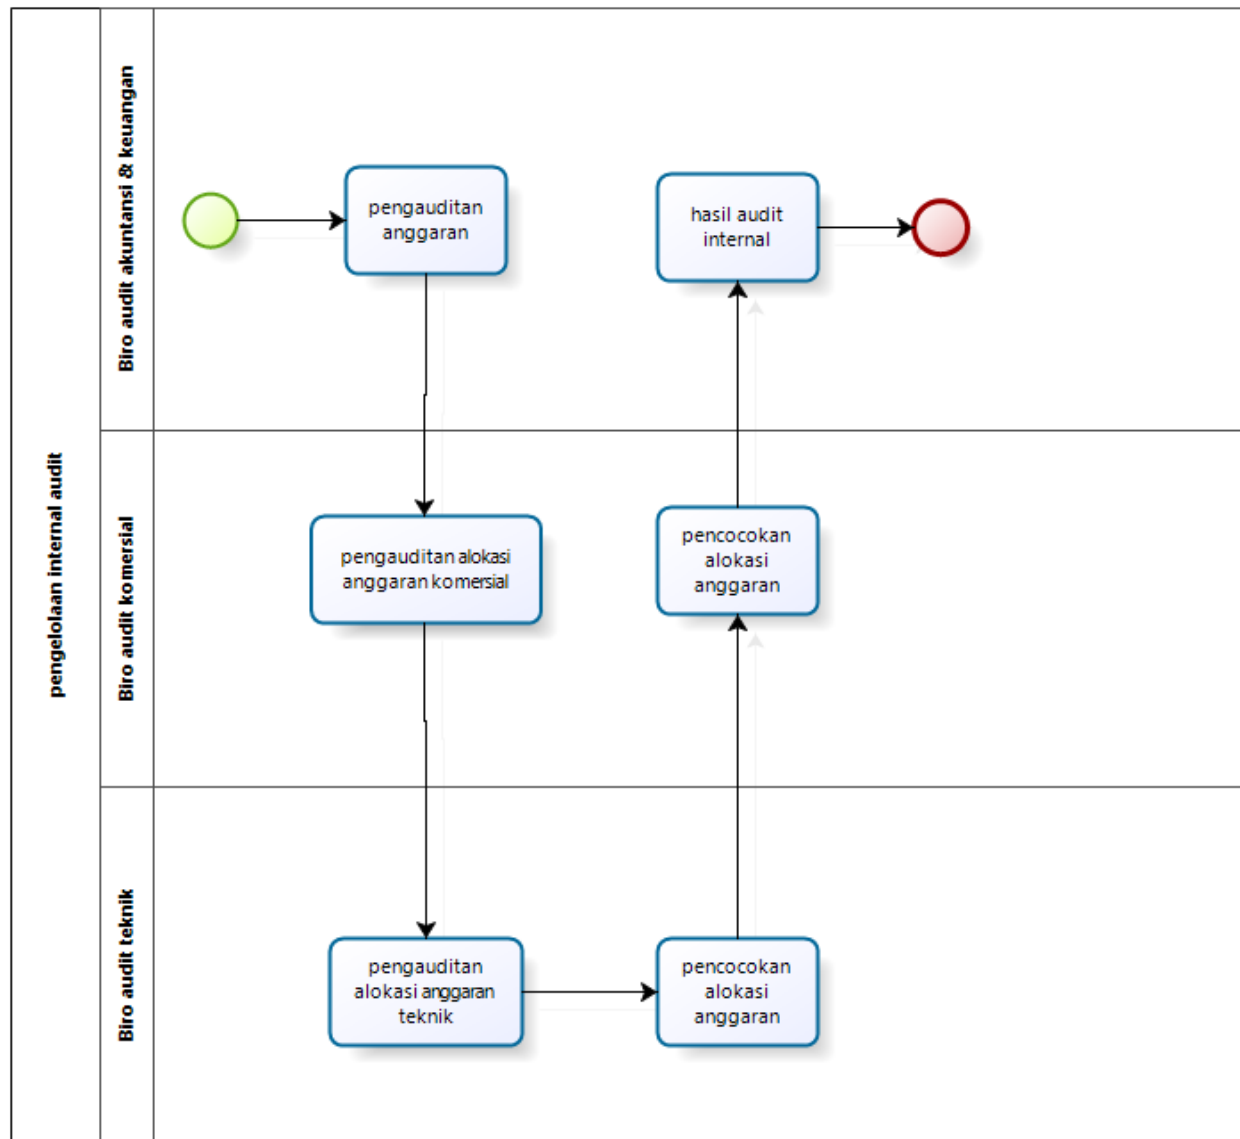 pengelolaan internal audit
Biro audit akuntansi & keuangan
pengauditan
anggaran
hasil audit
internal
Biro audit komersial
pengauditan alokasi
anggaran komersial
pencocokan
alokasi
anggaran
Biro audit teknik
pengauditan
alokasi anggaran
teknik
pencocokan
alokasi
anggaran